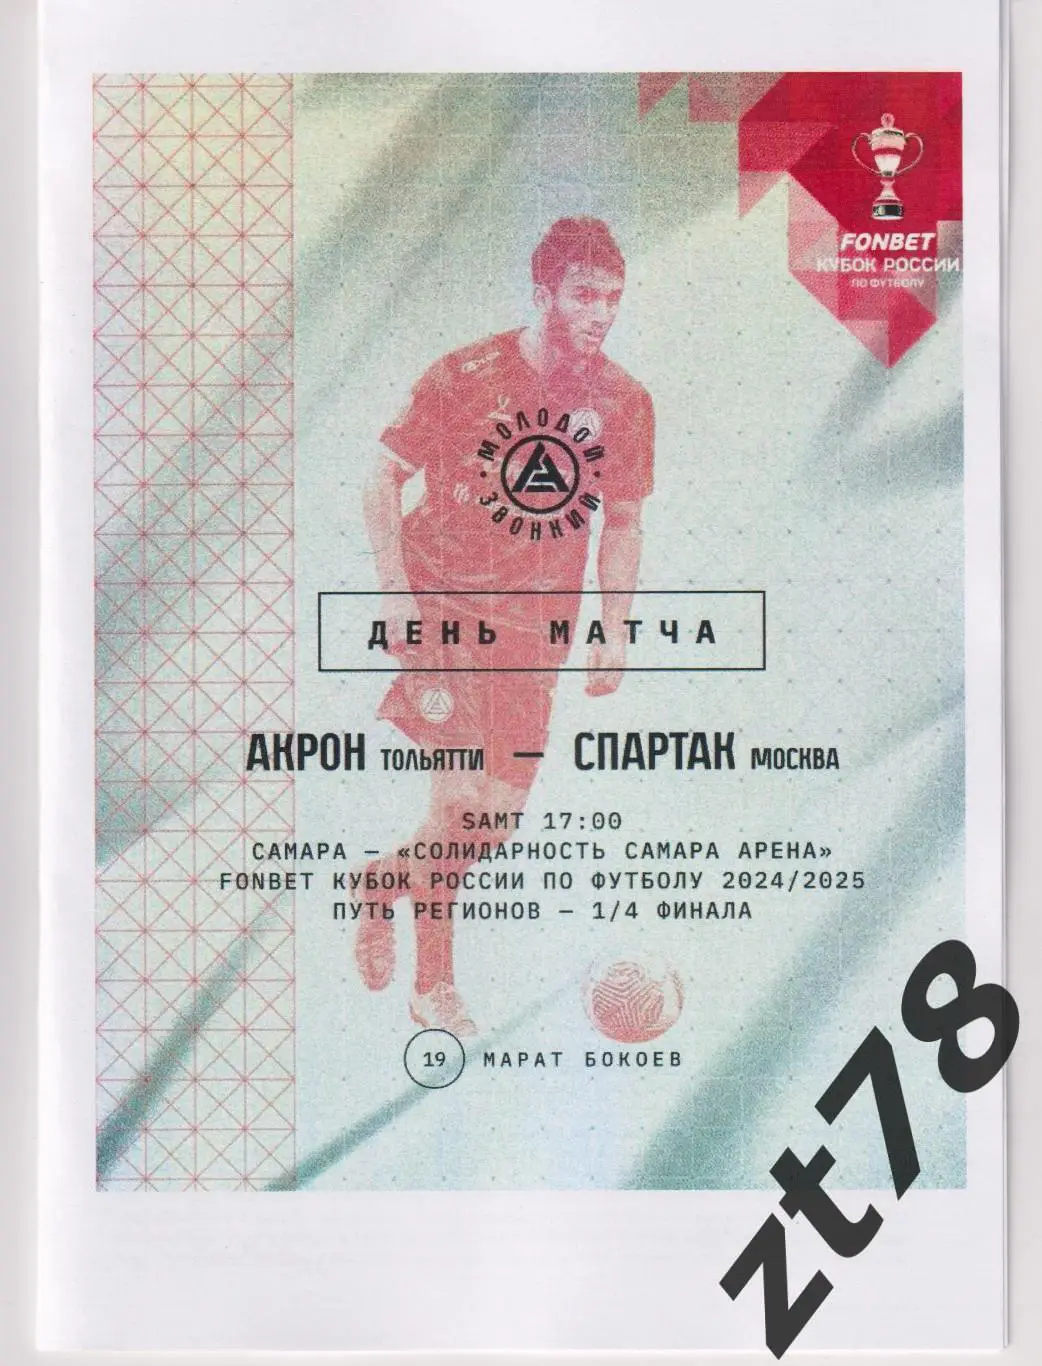 FONBET
КУБОК РОССИИ
ПО ФУТБОЛУ
МОЛОДОЙ
ЗВОНКИЙ
ДЕНЬ МАТЧА
АКРОН ТОЛЬЯТТИ — СПАРТАК МОСКВА
SAMT 17:00
САМАРА — «СОЛИДАРНОСТЬ САМАРА АРЕНА»
FONBET КУБОК РОССИИ ПО ФУТБОЛУ 2024/2025
ПУТЬ РЕГИОНОВ — 1/4 ФИНАЛА
19 МАРАТ БОКОЕВ
zt78